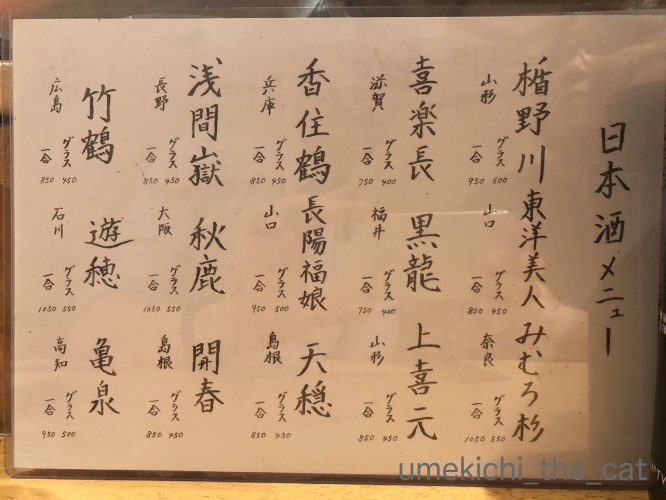 日本酒メニュー
楯野川
山形
グラス 500
一合 950
東洋美人
山口
グラス 450
一合 850
みむろ杉
奈良
グラス 550
一合 1050
喜楽長
滋賀
グラス 400
一合 750
黒龍
福井
グラス 400
一合 750
上喜元
山形
グラス 450
一合 850
香住鶴
兵庫
グラス 450
一合 850
長陽福娘
山口
グラス 500
一合 950
天穏
島根
グラス 450
一合 850
浅間嶽
長野
グラス 450
一合 850
秋鹿
大阪
グラス 550
一合 1050
開春
島根
グラス 450
一合 850
竹鶴
広島
グラス 450
一合 850
遊穂
石川
グラス 550
一合 1050
亀泉
高知
グラス 500
一合 950
umekichi_the_cat